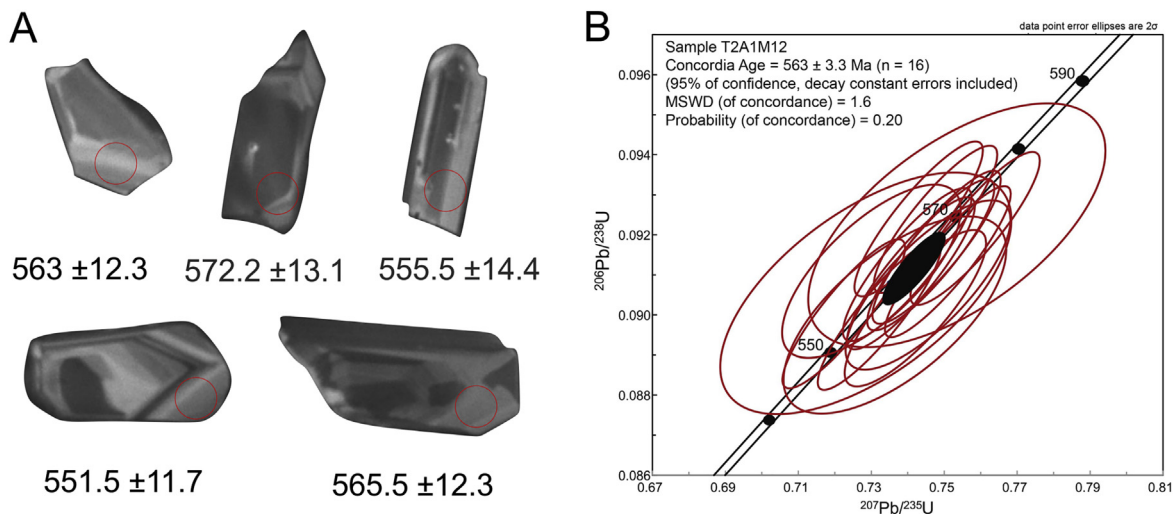 A
563 ±12.3
572.2 ±13.1
555.5 ±14.4
551.5 ±11.7
565.5 ±12.3
B
data point error ellipses are 2σ
Sample T2A1M12
Concordia Age = 563 ± 3.3 Ma (n = 16)
(95% of confidence, decay constant errors included)
MSWD (of concordance) = 1.6
Probability (of concordance) = 0.20
590
570
550
0.096
0.094
0.092
0.090
0.088
0.086
²⁰⁶Pb/²³⁸U
0.67
0.69
0.71
0.73
0.75
0.77
0.79
0.81
²⁰⁷Pb/²³⁵U